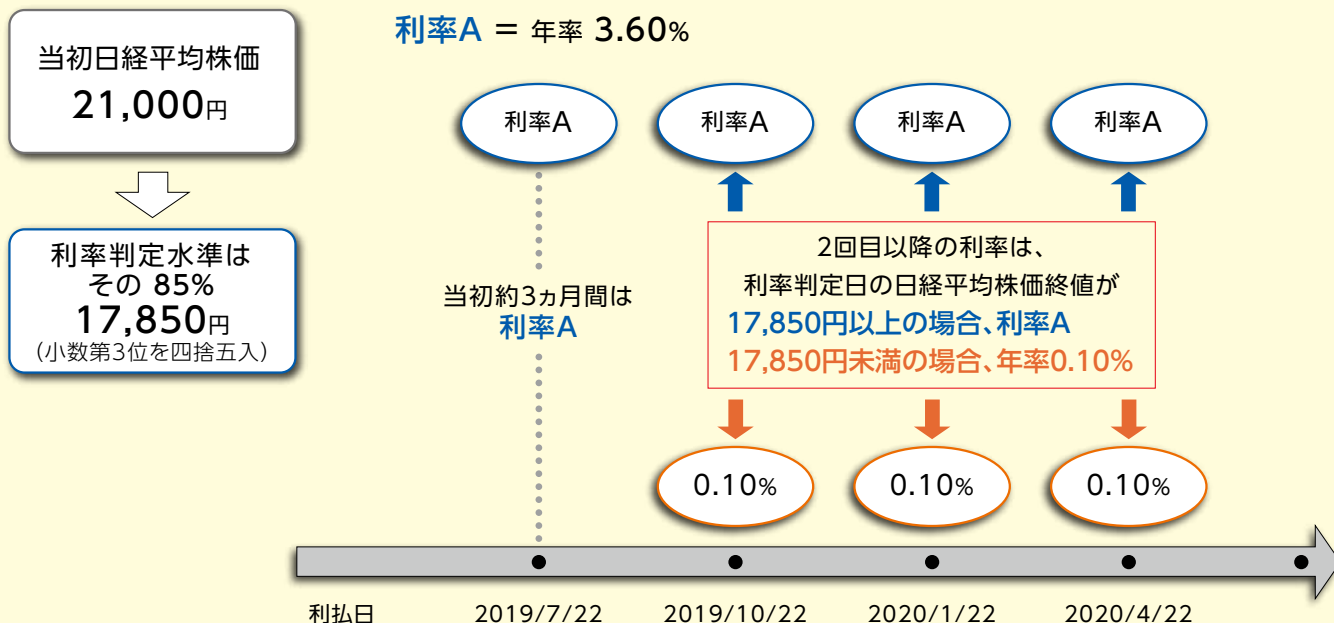 当初日経平均株価
21,000円
利率判定水準は
その 85%
17,850円
(小数第3位を四捨五入)
利率A = 年率 3.60%
利率A
利率A
利率A
利率A
当初約3ヵ月間は
利率A
2回目以降の利率は、
利率判定日の日経平均株価終値が
17,850円以上の場合、利率A
17,850円未満の場合、年率0.10%
0.10%
0.10%
0.10%
利払日
2019/7/22
2019/10/22
2020/1/22
2020/4/22